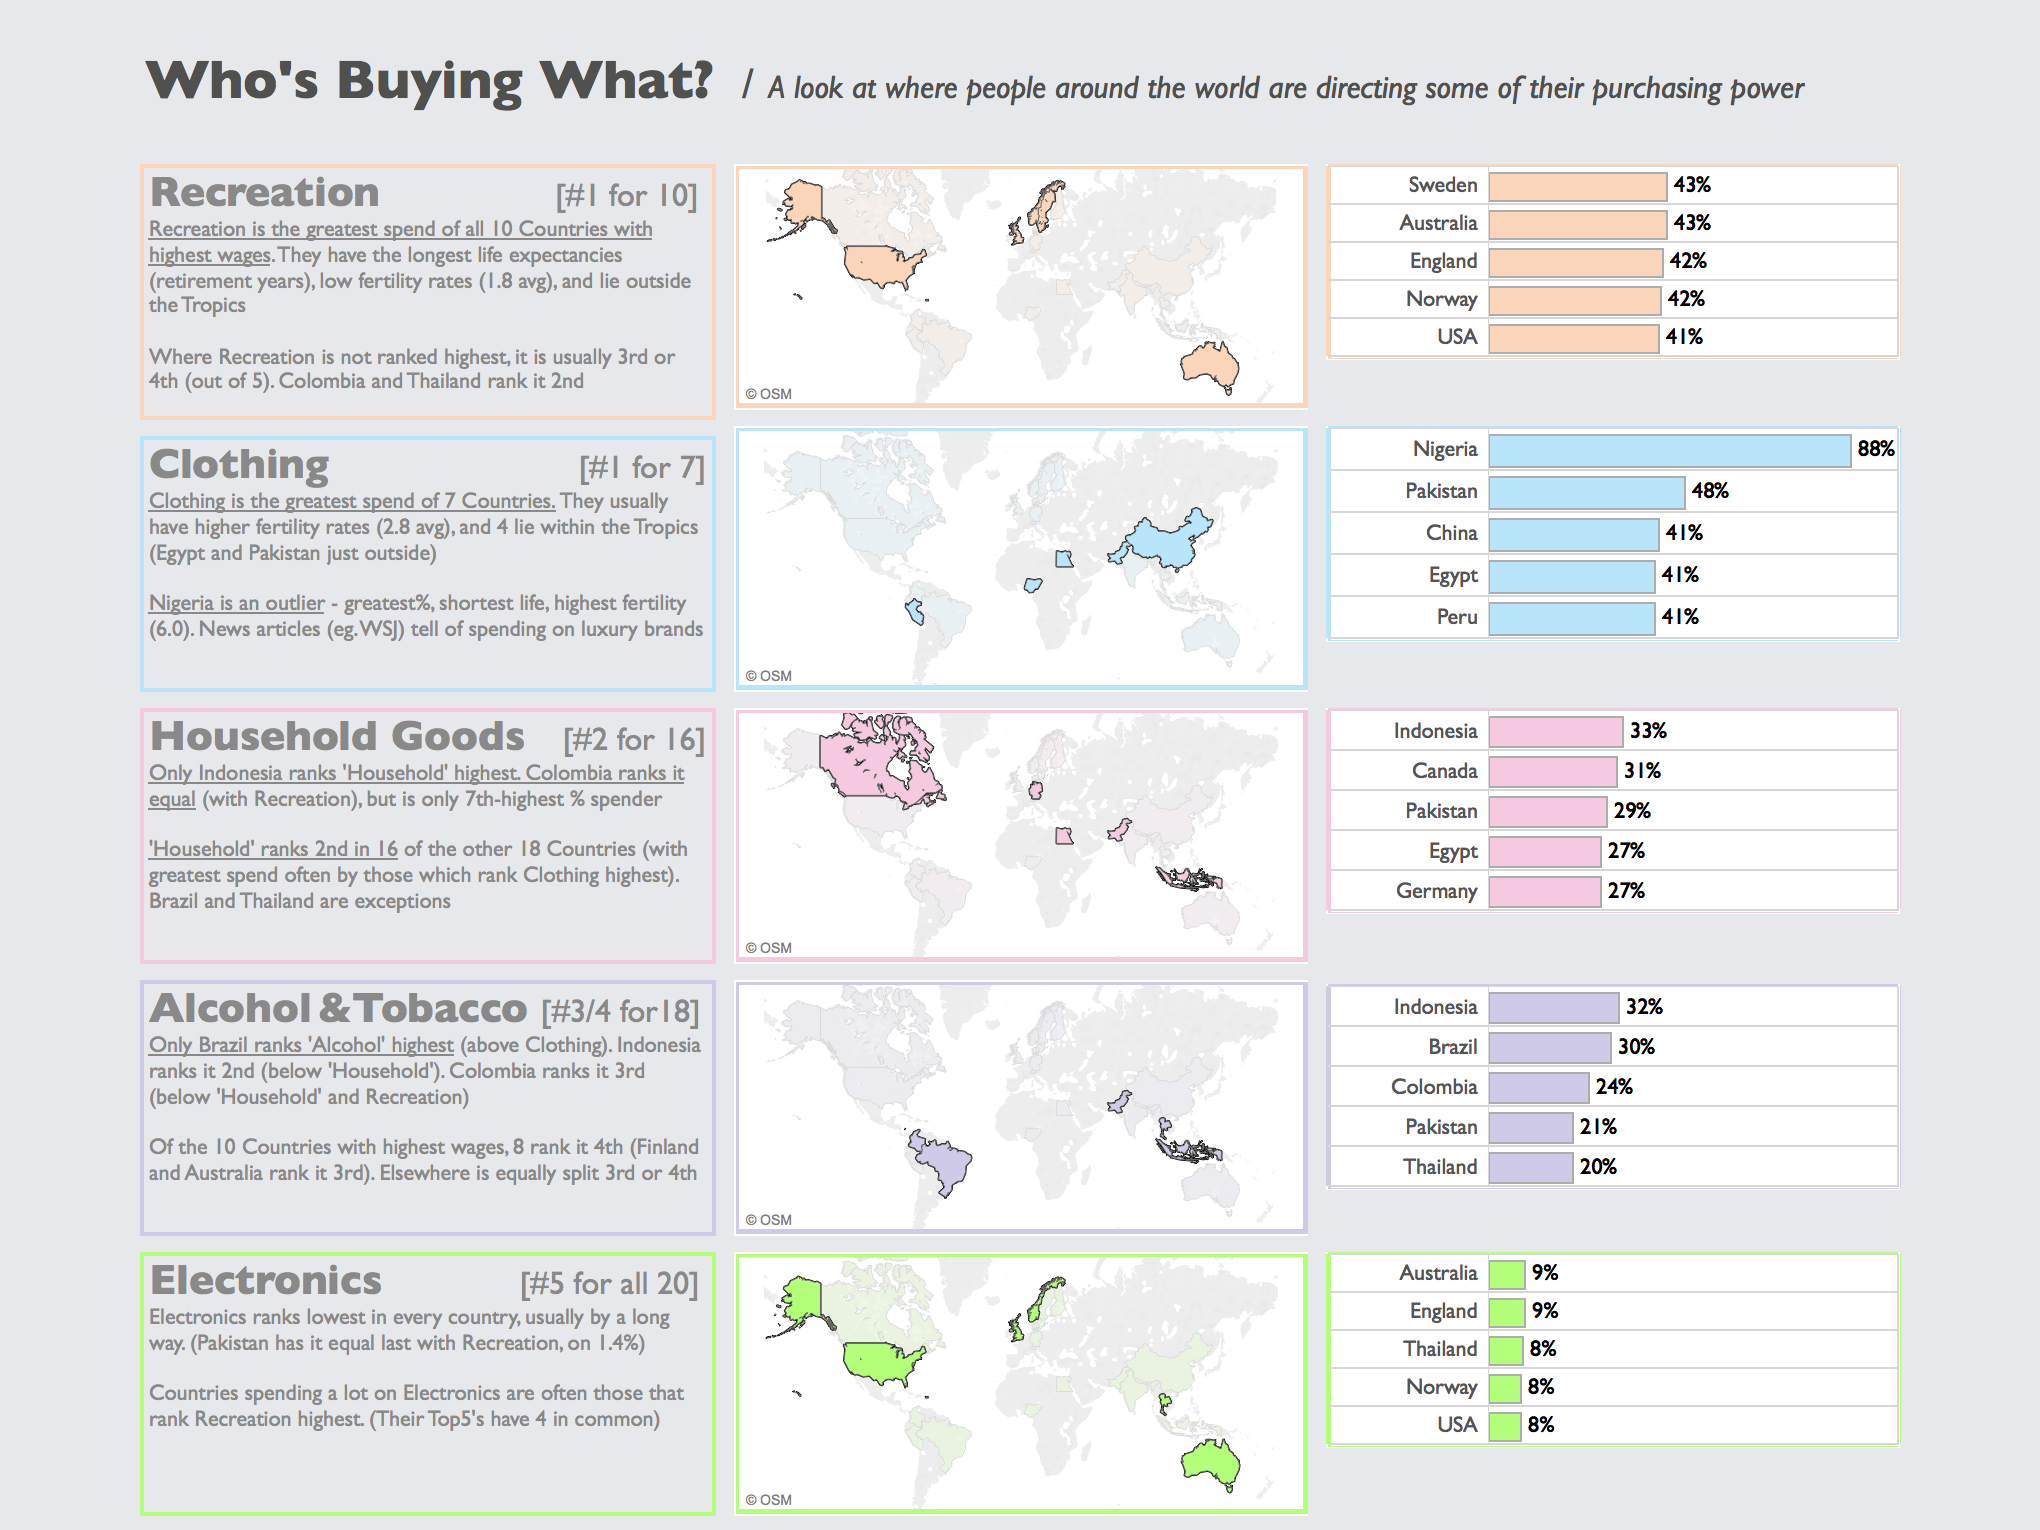 Who's Buying What? / A look at where people around the world are directing some of their purchasing power
Recreation [#1 for 10]
Recreation is the greatest spend of all 10 Countries with
highest wages. They have the longest life expectancies
(retirement years), low fertility rates (1.8 avg), and lie outside
the Tropics
Where Recreation is not ranked highest, it is usually 3rd or
4th (out of 5). Colombia and Thailand rank it 2nd
© OSM
Sweden 43%
Australia 43%
England 42%
Norway 42%
USA 41%
Clothing [#1 for 7]
Clothing is the greatest spend of 7 Countries. They usually
have higher fertility rates (2.8 avg), and 4 lie within the Tropics
(Egypt and Pakistan just outside)
Nigeria is an outlier - greatest%, shortest life, highest fertility
(6.0). News articles (eg. WSJ) tell of spending on luxury brands
© OSM
Nigeria 88%
Pakistan 48%
China 41%
Egypt 41%
Peru 41%
Household Goods [#2 for 16]
Only Indonesia ranks 'Household' highest. Colombia ranks it
equal (with Recreation), but is only 7th-highest % spender
'Household' ranks 2nd in 16 of the other 18 Countries (with
greatest spend often by those which rank Clothing highest).
Brazil and Thailand are exceptions
© OSM
Indonesia 33%
Canada 31%
Pakistan 29%
Egypt 27%
Germany 27%
Alcohol & Tobacco [#3/4 for18]
Only Brazil ranks 'Alcohol' highest (above Clothing). Indonesia
ranks it 2nd (below 'Household'). Colombia ranks it 3rd
(below 'Household' and Recreation)
Of the 10 Countries with highest wages, 8 rank it 4th (Finland
and Australia rank it 3rd). Elsewhere is equally split 3rd or 4th
© OSM
Indonesia 32%
Brazil 30%
Colombia 24%
Pakistan 21%
Thailand 20%
Electronics [#5 for all 20]
Electronics ranks lowest in every country, usually by a long
way. (Pakistan has it equal last with Recreation, on 1.4%)
Countries spending a lot on Electronics are often those that
rank Recreation highest. (Their Top5's have 4 in common)
© OSM
Australia 9%
England 9%
Thailand 8%
Norway 8%
USA 8%